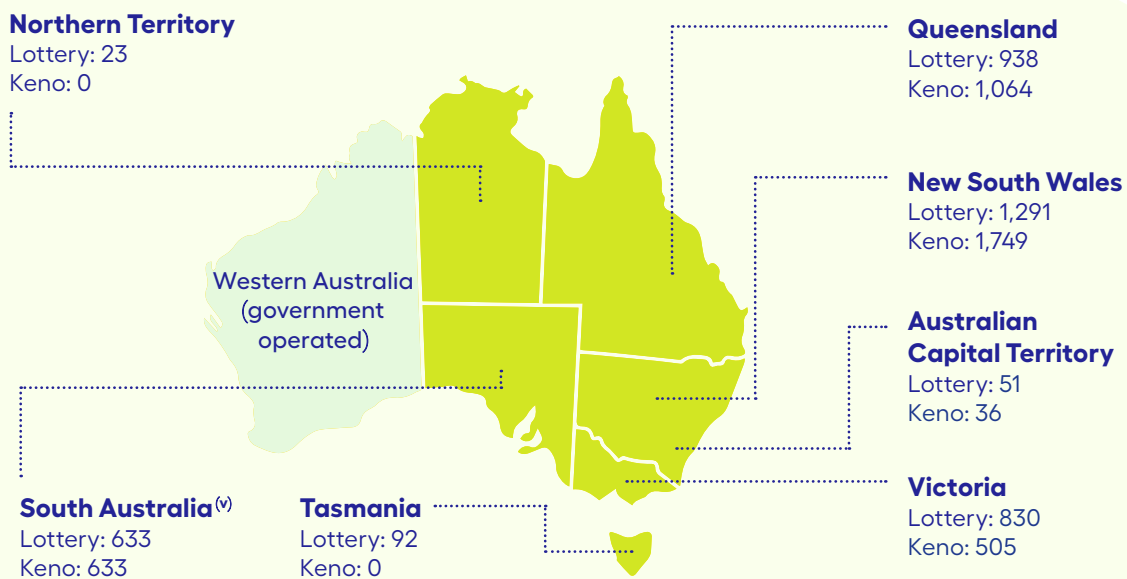 Northern Territory
Lottery: 23
Keno: 0
Queensland
Lottery: 938
Keno: 1,064
New South Wales
Lottery: 1,291
Keno: 1,749
Western Australia
(government
operated)
Australian
Capital Territory
Lottery: 51
Keno: 36
Victoria
Lottery: 830
Keno: 505
South Australia(v)
Lottery: 633
Keno: 633
Tasmania
Lottery: 92
Keno: 0